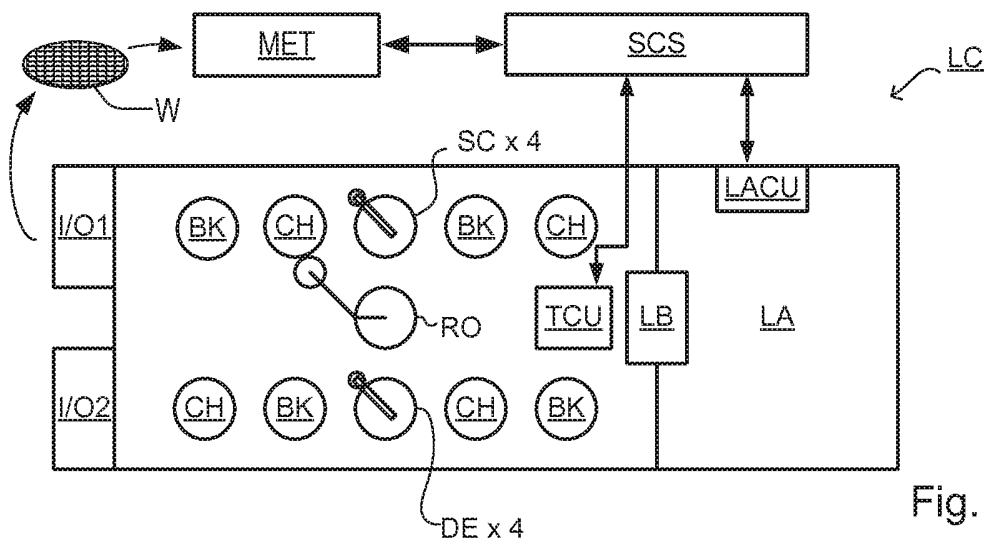 MET
SCS
LC
W
SC x 4
I/O1
BK
CH
BK
CH
LACU
RO
TCU
LB
LA
I/O2
CH
BK
CH
BK
DE x 4
Fig.